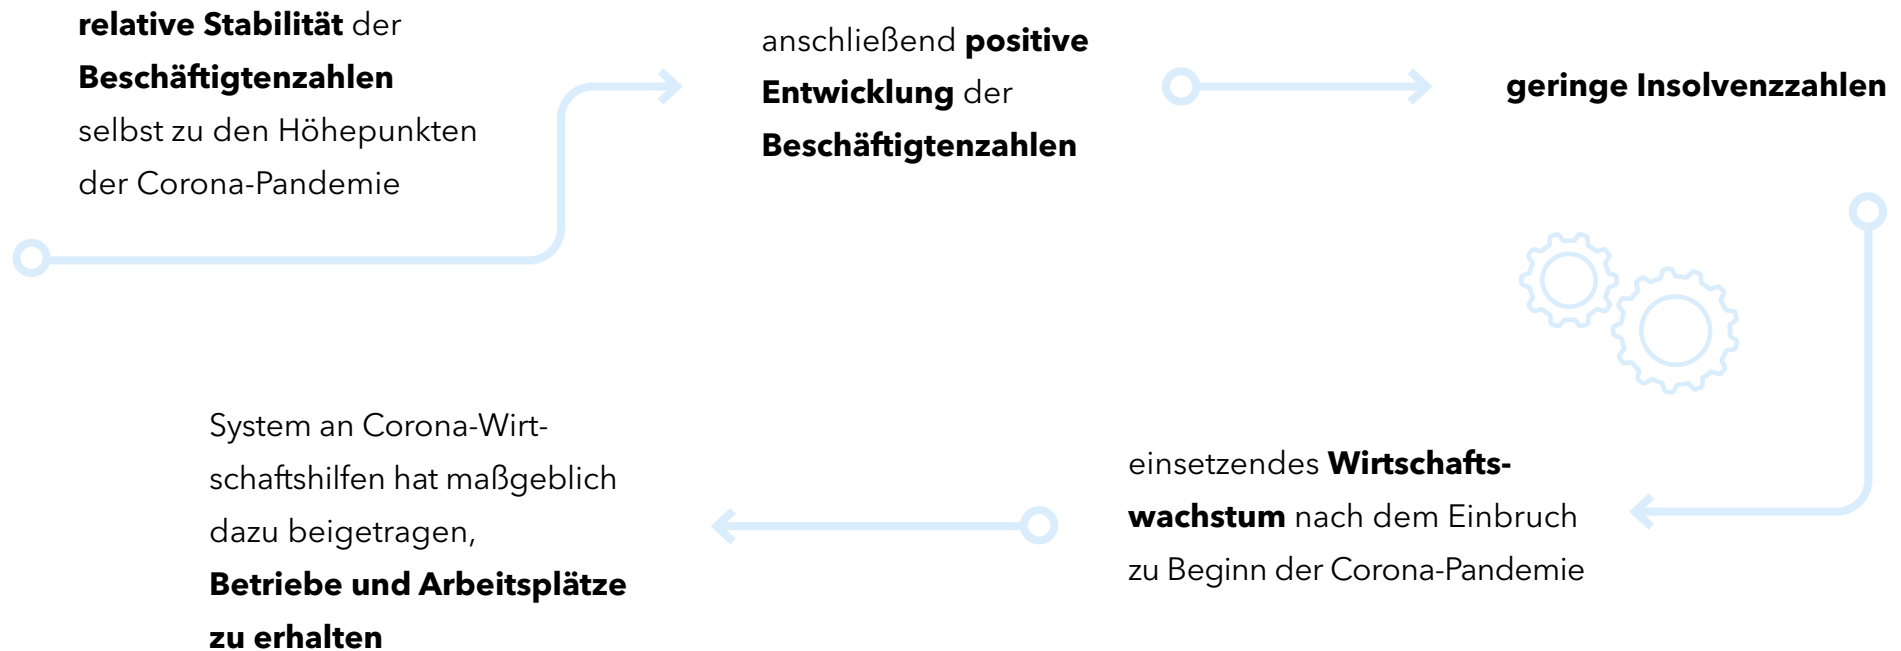 relative Stabilität der
Beschäftigtenzahlen
selbst zu den Höhepunkten
der Corona-Pandemie
anschließend positive
Entwicklung der
Beschäftigtenzahlen
geringe Insolvenzzahlen
einsetzendes Wirtschafts-
wachstum nach dem Einbruch
zu Beginn der Corona-Pandemie
System an Corona-Wirt-
schaftshilfen hat maßgeblich
dazu beigetragen,
Betriebe und Arbeitsplätze
zu erhalten